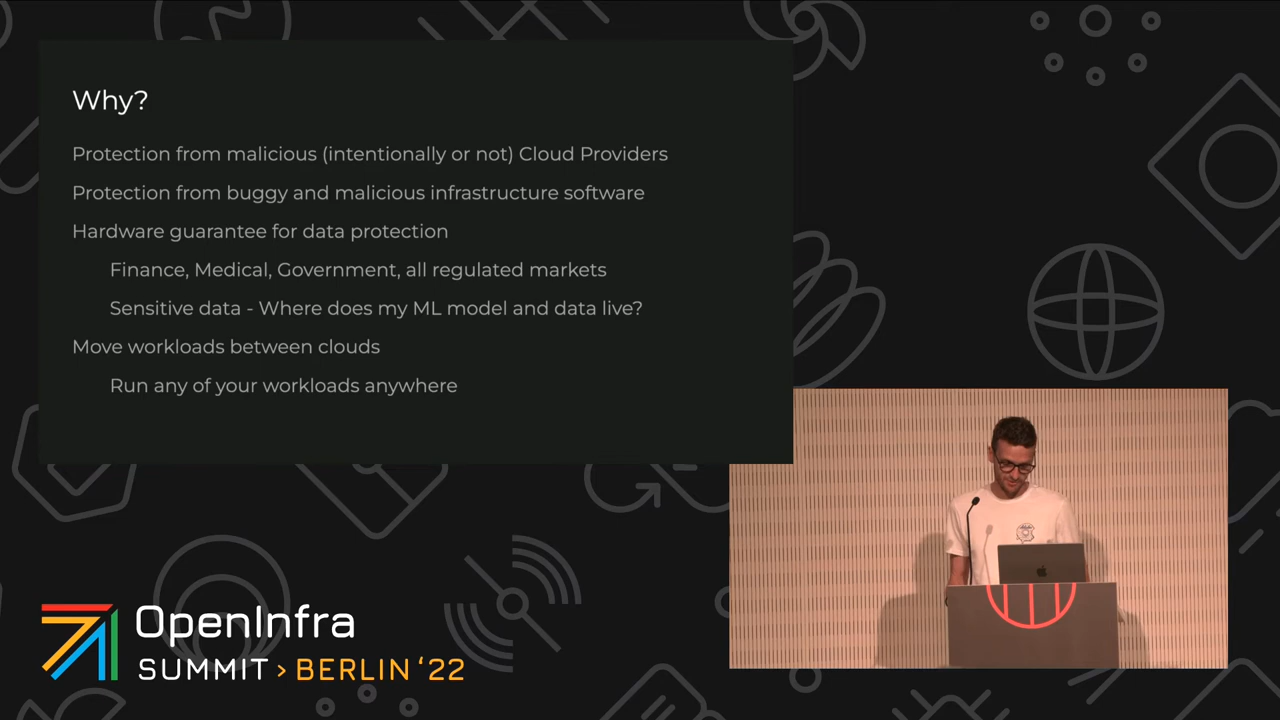 Why?
Protection from malicious (intentionally or not) Cloud Providers
Protection from buggy and malicious infrastructure software
Hardware guarantee for data protection
Finance, Medical, Government, all regulated markets
Sensitive data - Where does my ML model and data live?
Move workloads between clouds
Run any of your workloads anywhere
OpenInfra
SUMMIT > BERLIN ‘22